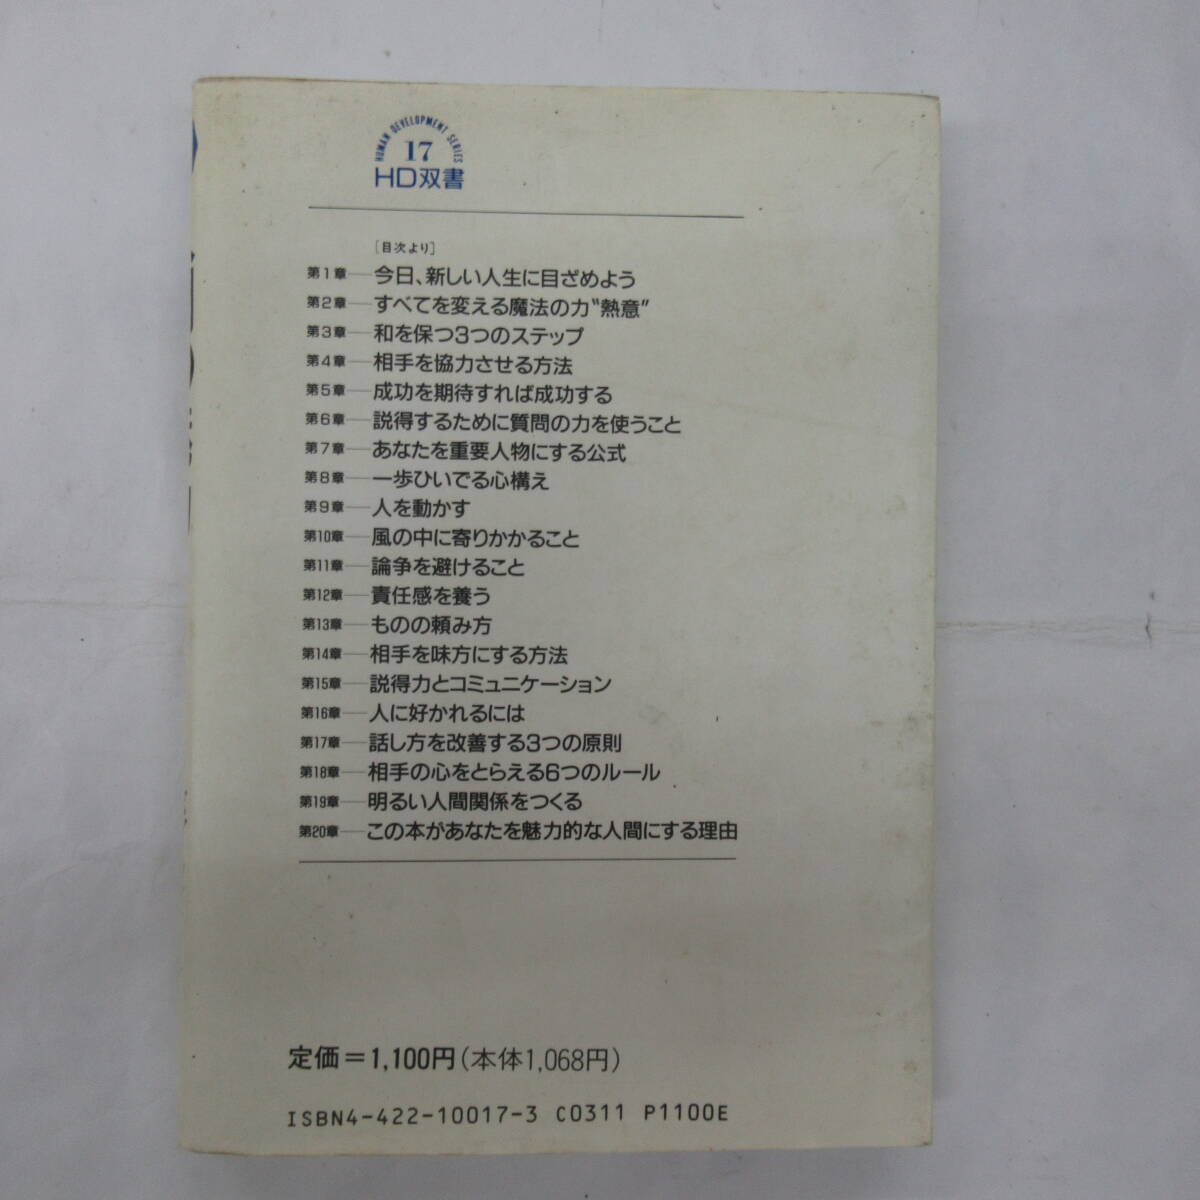 HUMAN DEVELOPMENT SERIES
17
HD双書
[目次より]
第1章―今日、新しい人生に目ざめよう
第2章―すべてを変える魔法の力“熱意”
第3章―和を保つ3つのステップ
第4章―相手を協力させる方法
第5章―成功を期待すれば成功する
第6章―説得するために質問の力を使うこと
第7章―あなたを重要人物にする公式
第8章―一歩ひいでる心構え
第9章―人を動かす
第10章―風の中に寄りかかること
第11章―論争を避けること
第12章―責任感を養う
第13章―ものの頼み方
第14章―相手を味方にする方法
第15章―説得力とコミュニケーション
第16章―人に好かれるには
第17章―話し方を改善する3つの原則
第18章―相手の心をとらえる6つのルール
第19章―明るい人間関係をつくる
第20章―この本があなたを魅力的な人間にする理由
定価=1,100円(本体1,068円)
ISBN4-422-10017-3 C0311 P1100E